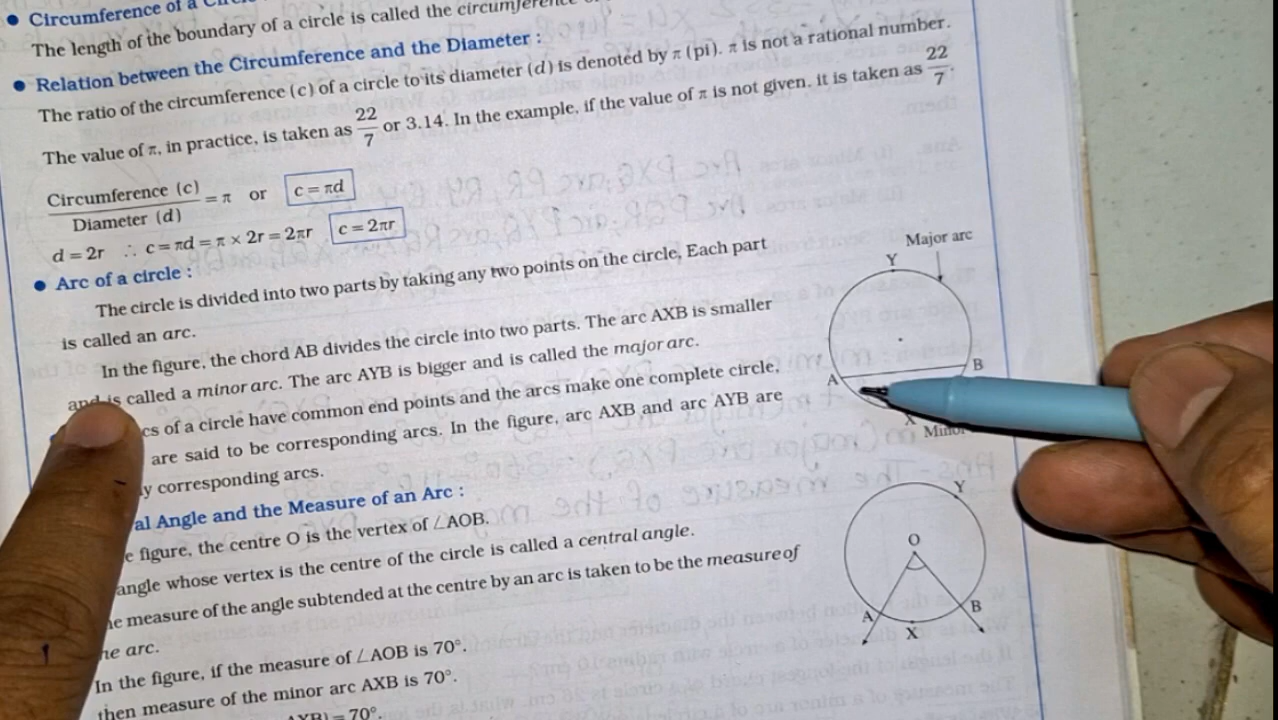 • Circumference of a
The length of the boundary of a circle is called the circumference
• Relation between the Circumference and the Diameter :
The ratio of the circumference (c) of a circle to its diameter (d) is denoted by π (pi). π is not a rational number.
The value of π, in practice, is taken as 22/7 or 3.14. In the example, if the value of π is not given, it is taken as 22/7.
Circumference (c) / Diameter (d) = π or c = πd
d = 2r ∴ c = πd = π × 2r = 2πr c = 2πr
• Arc of a circle :
The circle is divided into two parts by taking any two points on the circle. Each part
is called an arc.
In the figure, the chord AB divides the circle into two parts. The arc AXB is smaller
and is called a minor arc. The arc AYB is bigger and is called the major arc.
cs of a circle have common end points and the arcs make one complete circle,
are said to be corresponding arcs. In the figure, arc AXB and arc AYB are
ly corresponding arcs.
al Angle and the Measure of an Arc :
e figure, the centre O is the vertex of ∠AOB.
angle whose vertex is the centre of the circle is called a central angle.
e measure of the angle subtended at the centre by an arc is taken to be the measure of
he arc.
In the figure, if the measure of ∠AOB is 70°.
then measure of the minor arc AXB is 70°.
AXB) = 70°.
Major arc
Y
A
B
X
Minor
Y
O
A
B
X